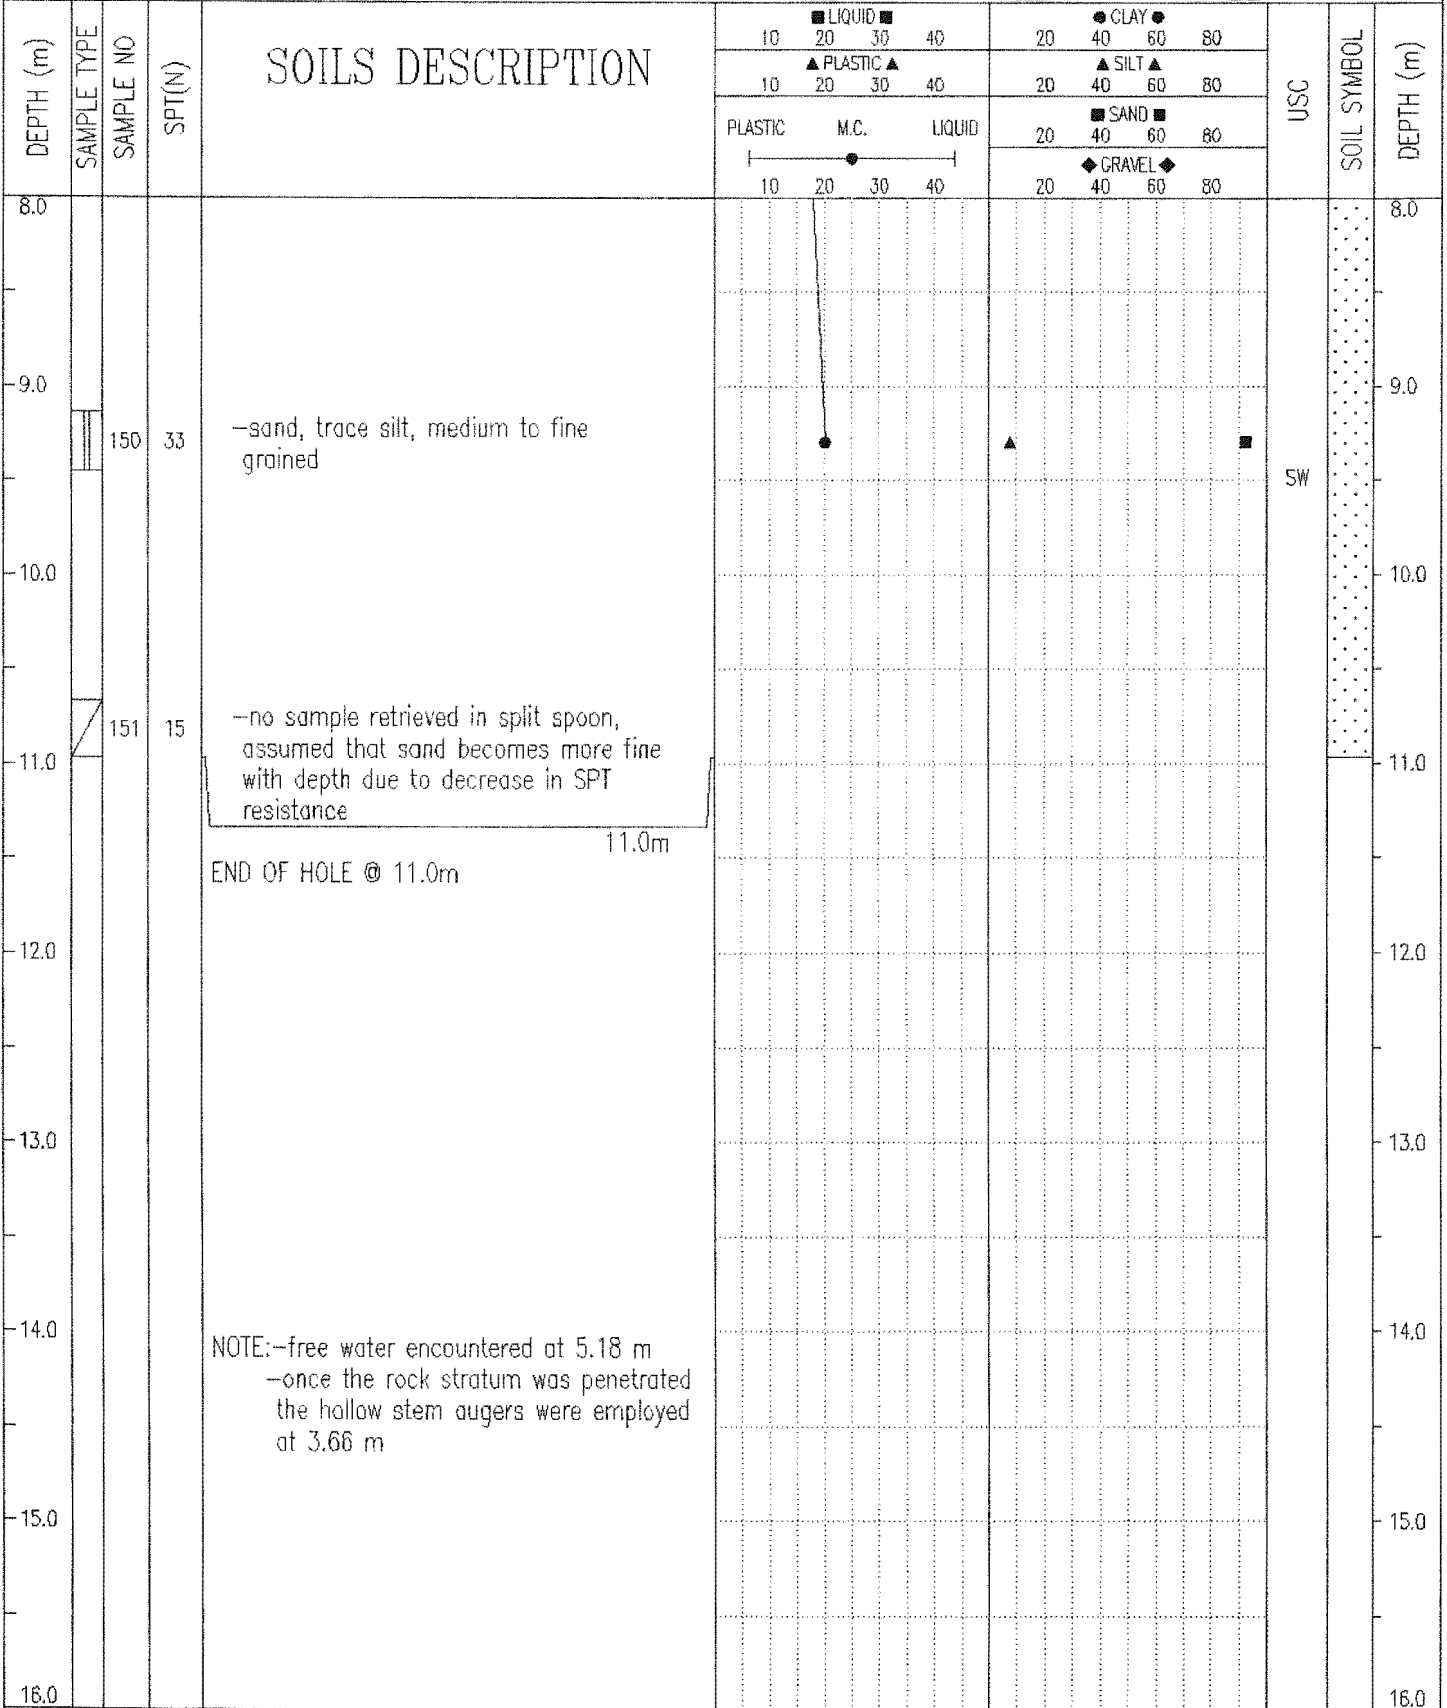 DEPTH (m)
SAMPLE TYPE
SAMPLE NO
SPT(N)
SOILS DESCRIPTION
■ LIQUID ■
10 20 30 40
▲ PLASTIC ▲
10 20 30 40
PLASTIC M.C. LIQUID
10 20 30 40
● CLAY ●
20 40 60 80
▲ SILT ▲
20 40 60 80
■ SAND ■
20 40 60 80
◆ GRAVEL ◆
20 40 60 80
USC
SOIL SYMBOL
DEPTH (m)
8.0 8.0
9.0 9.0
150 33 -sand, trace silt, medium to fine
grained
SW
10.0 10.0
151 15 -no sample retrieved in split spoon,
assumed that sand becomes more fine
11.0 11.0
with depth due to decrease in SPT
resistance
11.0m
END OF HOLE @ 11.0m
12.0 12.0
13.0 13.0
14.0 14.0
NOTE:-free water encountered at 5.18 m
-once the rock stratum was penetrated
the hollow stem augers were employed
at 3.66 m
15.0 15.0
16.0 16.0